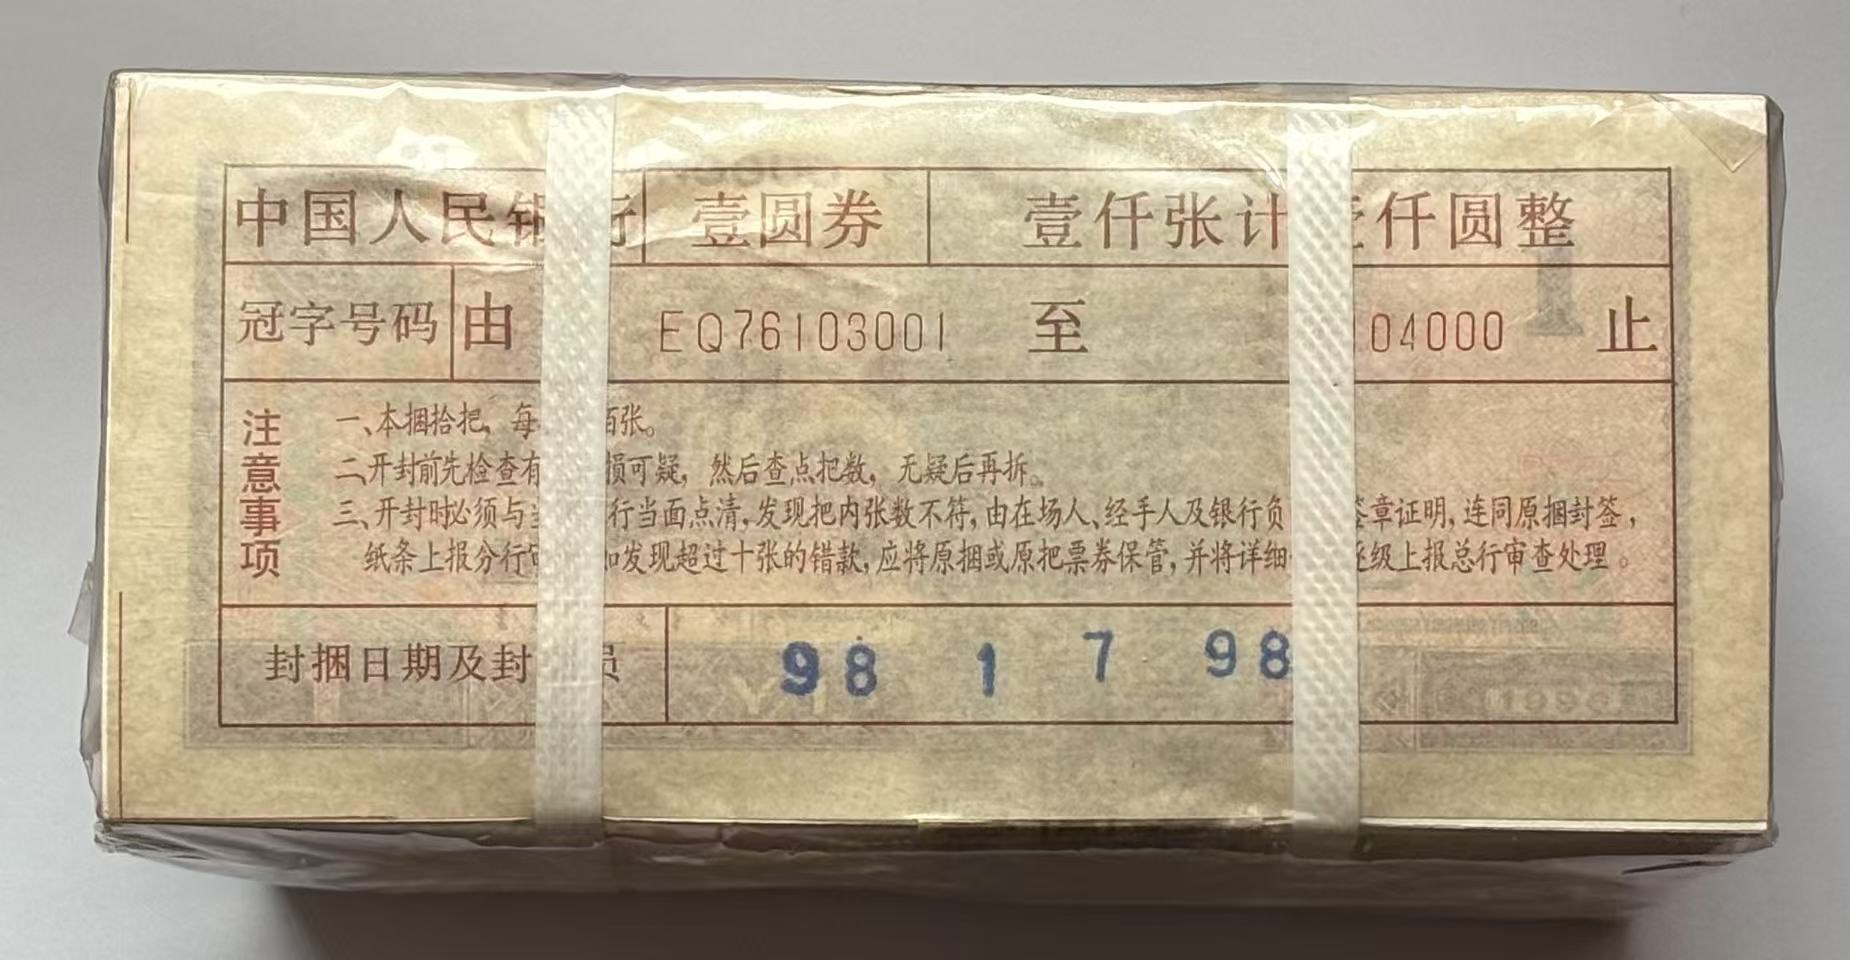 中国人民银行 壹圆券 壹仟张计壹仟圆整
冠字号码 由 EQ76103001 至 104000 止
注意事项
一、本捆拾把，每 百张。
二、开封前先检查有 损可疑，然后查点把数，无疑后再拆。
三、开封时必须与当 行当面点清，发现把内张数不符，由在场人、经手人及银行负 签章证明，连同原捆封签，
纸条上报分行 如发现超过十张的错款，应将原捆或原把票券保管，并将详细 逐级上报总行审查处理。
封捆日期及封 员 98 1 7 98